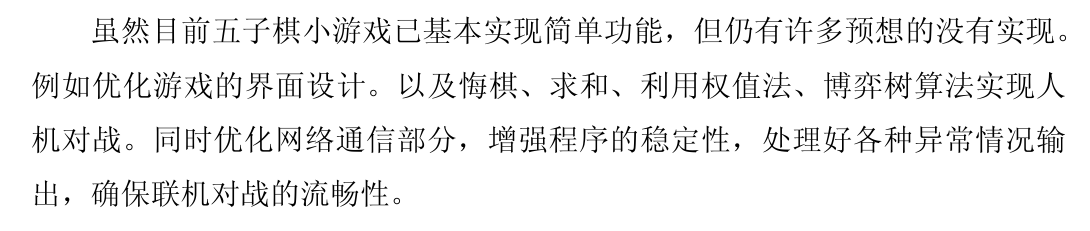 虽然目前五子棋小游戏已基本实现简单功能，但仍有许多预想的没有实现。
例如优化游戏的界面设计。以及悔棋、求和、利用权值法、博弈树算法实现人
机对战。同时优化网络通信部分，增强程序的稳定性，处理好各种异常情况输
出，确保联机对战的流畅性。